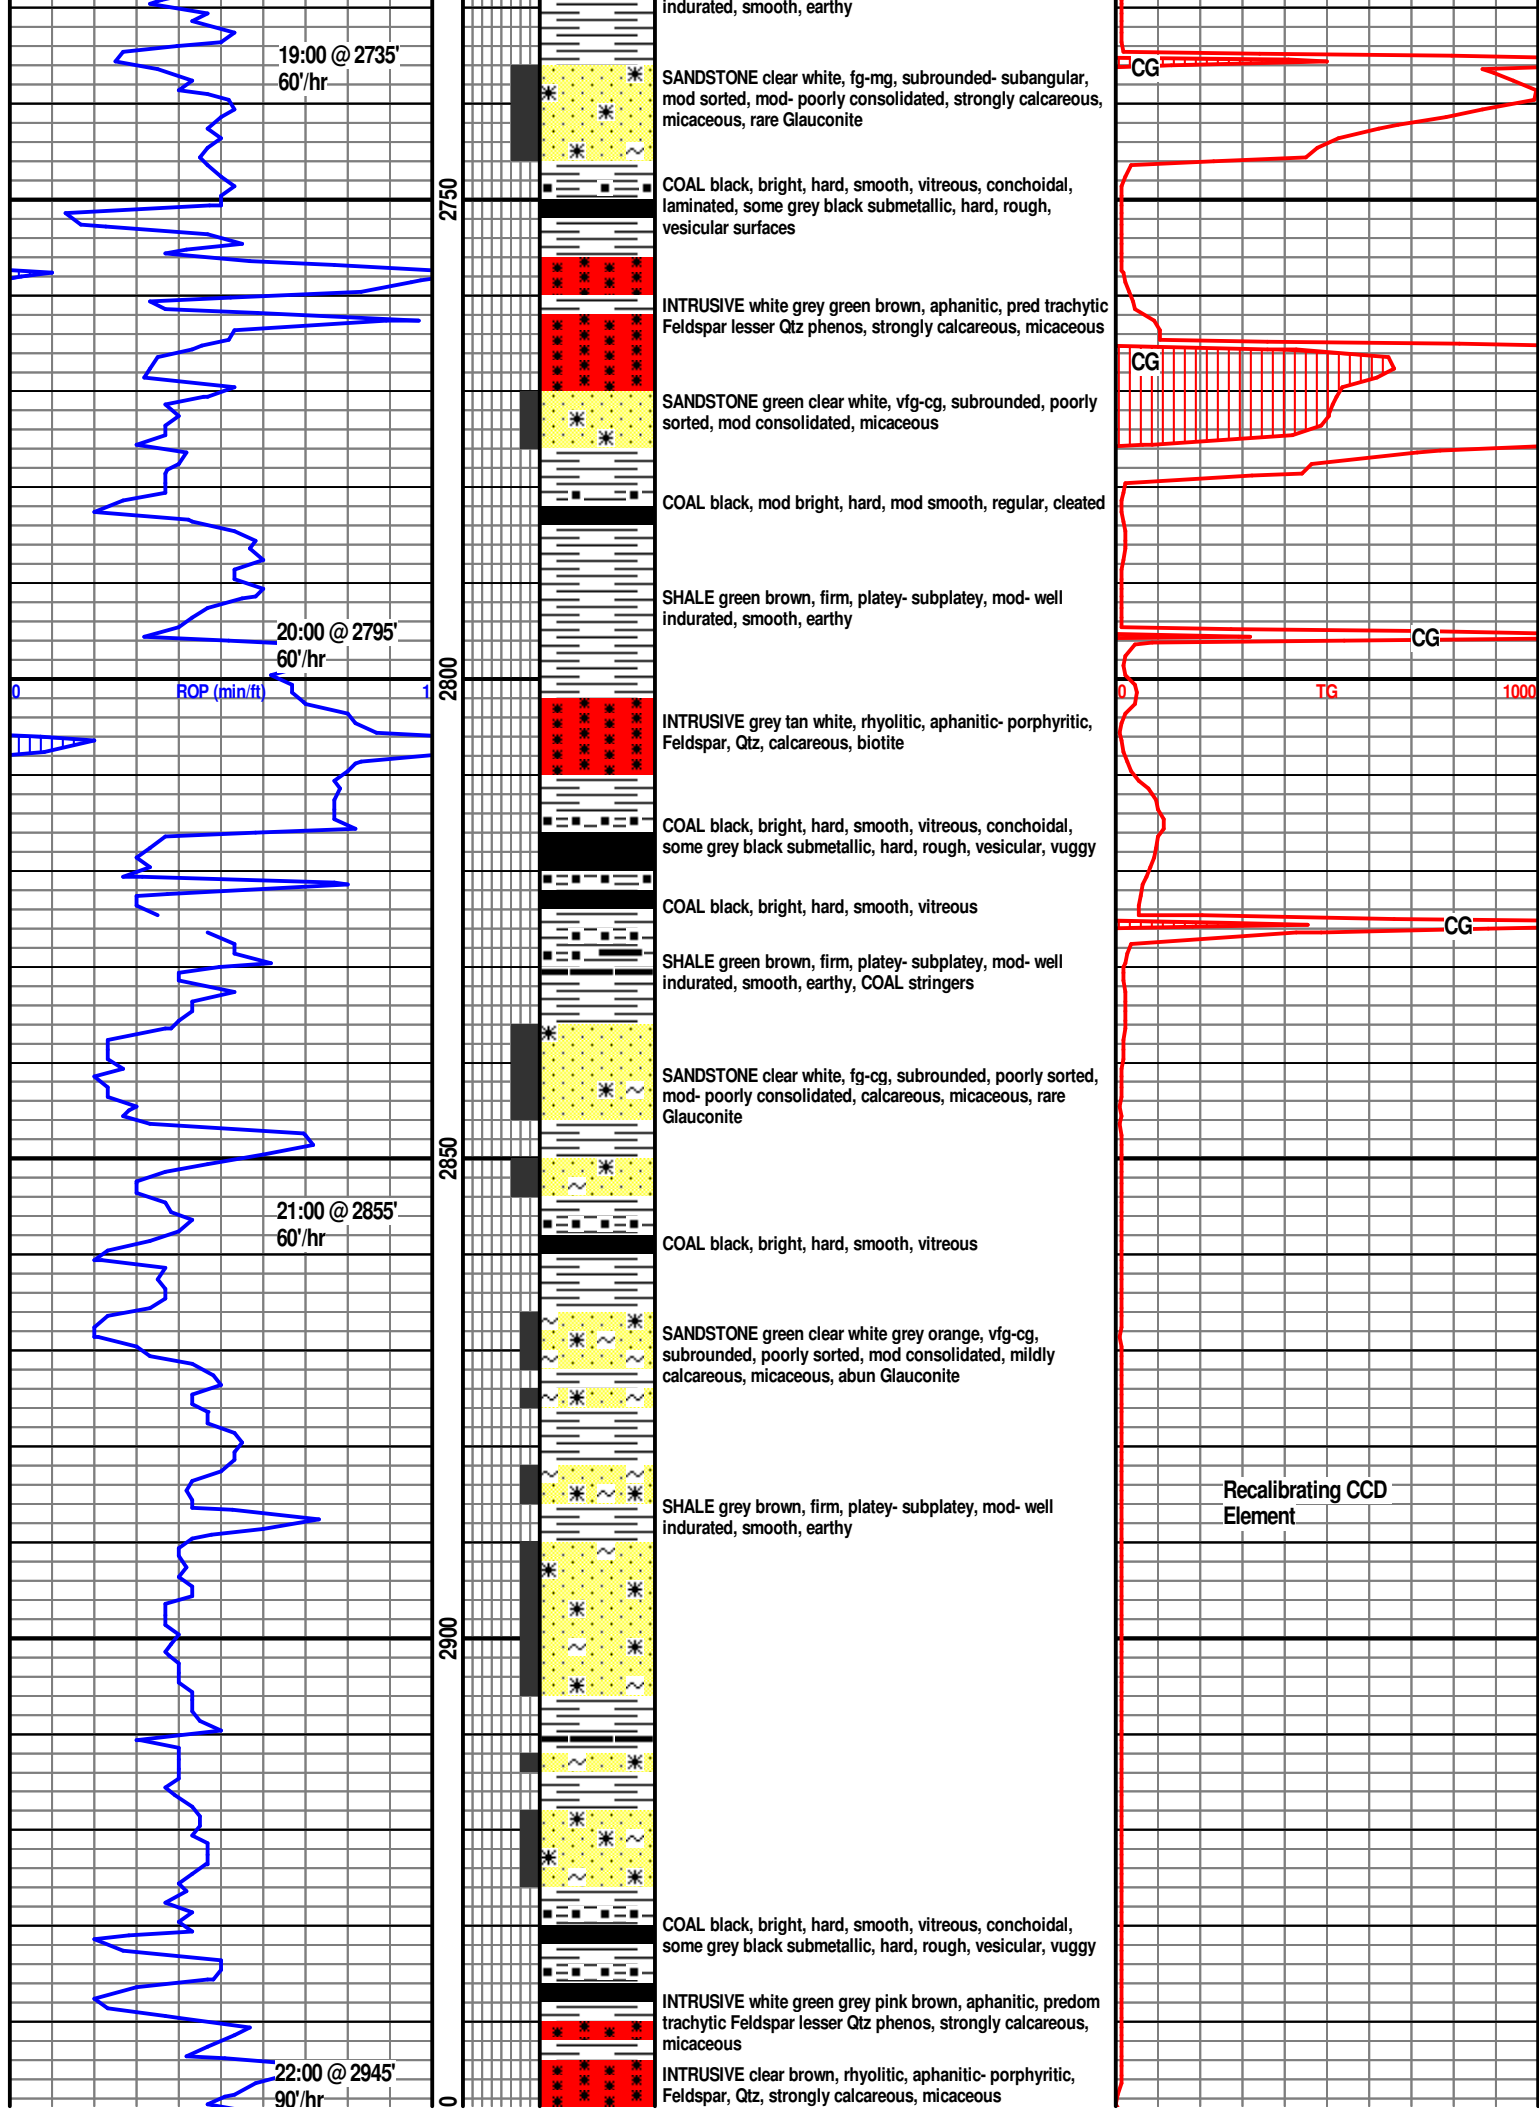 indurated, smooth, earthy
19:00 @ 2735'
60'/hr
CG
SANDSTONE clear white, fg-mg, subrounded- subangular,
mod sorted, mod- poorly consolidated, strongly calcareous,
micaceous, rare Glauconite
2750
COAL black, bright, hard, smooth, vitreous, conchoidal,
laminated, some grey black submetallic, hard, rough,
vesicular surfaces
INTRUSIVE white grey green brown, aphanitic, pred trachytic
Feldspar lesser Qtz phenos, strongly calcareous, micaceous
CG
SANDSTONE green clear white, vfg-cg, subrounded, poorly
sorted, mod consolidated, micaceous
COAL black, mod bright, hard, mod smooth, regular, cleated
SHALE green brown, firm, platey- subplatey, mod- well
indurated, smooth, earthy
20:00 @ 2795'
60'/hr
CG
2800
0 ROP (min/ft) 1
0 TG 1000
INTRUSIVE grey tan white, rhyolitic, aphanitic- porphyritic,
Feldspar, Qtz, calcareous, biotite
COAL black, bright, hard, smooth, vitreous, conchoidal,
some grey black submetallic, hard, rough, vesicular, vuggy
COAL black, bright, hard, smooth, vitreous
CG
SHALE green brown, firm, platey- subplatey, mod- well
indurated, smooth, earthy, COAL stringers
SANDSTONE clear white, fg-cg, subrounded, poorly sorted,
mod- poorly consolidated, calcareous, micaceous, rare
Glauconite
2850
21:00 @ 2855'
60'/hr
COAL black, bright, hard, smooth, vitreous
SANDSTONE green clear white grey orange, vfg-cg,
subrounded, poorly sorted, mod consolidated, mildly
calcareous, micaceous, abun Glauconite
Recalibrating CCD
Element
SHALE grey brown, firm, platey- subplatey, mod- well
indurated, smooth, earthy
2900
COAL black, bright, hard, smooth, vitreous, conchoidal,
some grey black submetallic, hard, rough, vesicular, vuggy
INTRUSIVE white green grey pink brown, aphanitic, predom
trachytic Feldspar lesser Qtz phenos, strongly calcareous,
micaceous
22:00 @ 2945'
90'/hr
INTRUSIVE clear brown, rhyolitic, aphanitic- porphyritic,
Feldspar, Qtz, strongly calcareous, micaceous
0